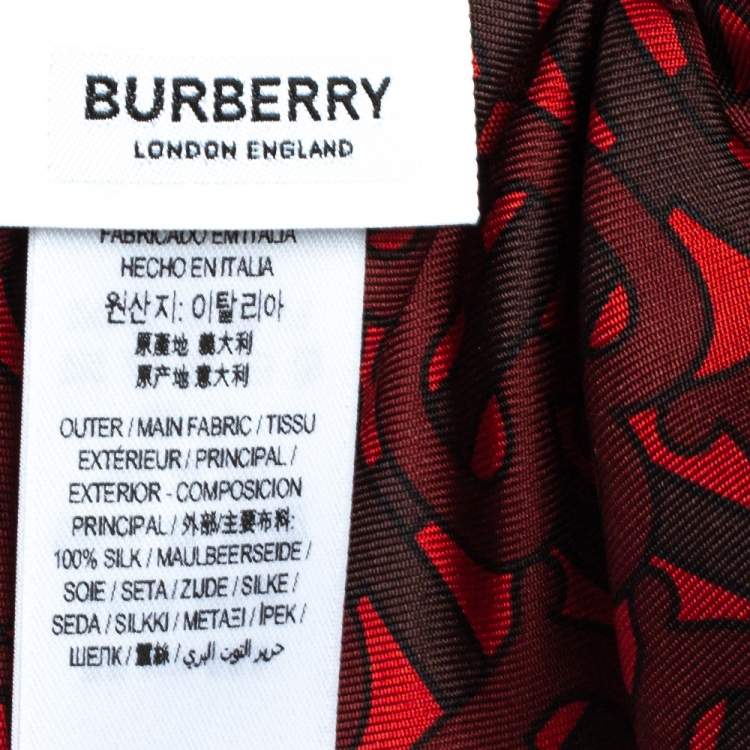 BURBERRY
LONDON ENGLAND
FABRICADO EM ITALIA
HECHO EN ITALIA
원산지: 이탈리아
原產地 義大利
原产地 意大利
OUTER / MAIN FABRIC / TISSU
EXTÉRIEUR / PRINCIPAL /
EXTERIOR - COMPOSICION
PRINCIPAL / 外部/主要布料:
100% SILK / MAULBEERSEIDE /
SOIE / SETA / ZIJDE / SILKE /
SEDA / SILKKI / ΜΕΤΑΞΙ / İPEK /
ШЕЛК / 蠶絲 / حرير التوت البري /